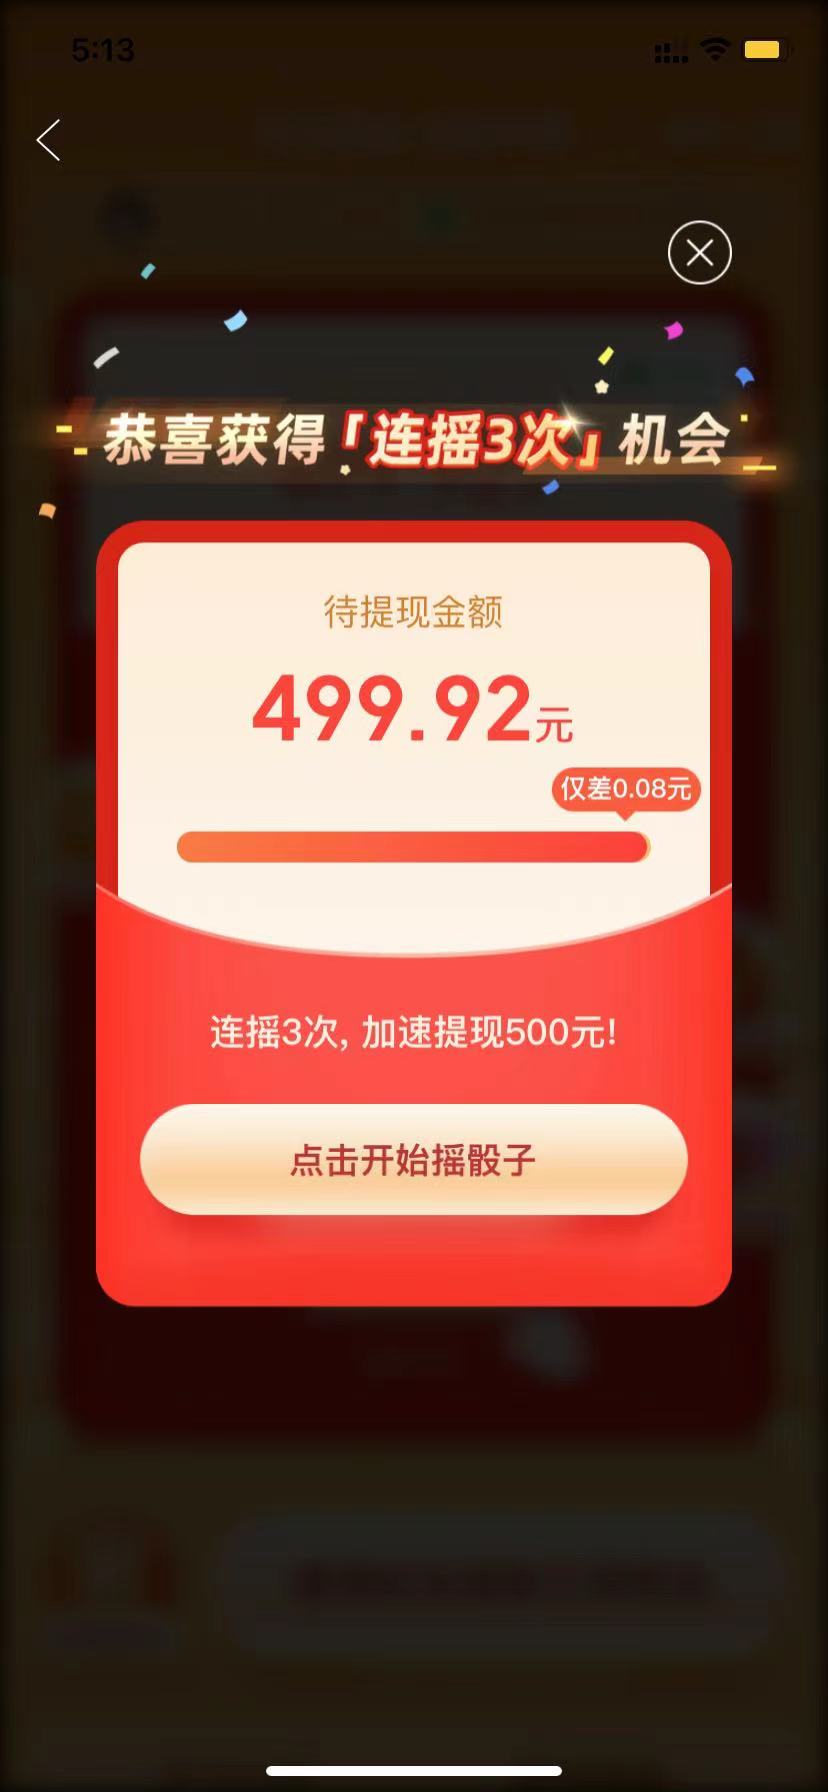 5:13
恭喜获得「连摇3次」机会
待提现金额
499.92元
仅差0.08元
连摇3次, 加速提现500元!
点击开始摇骰子